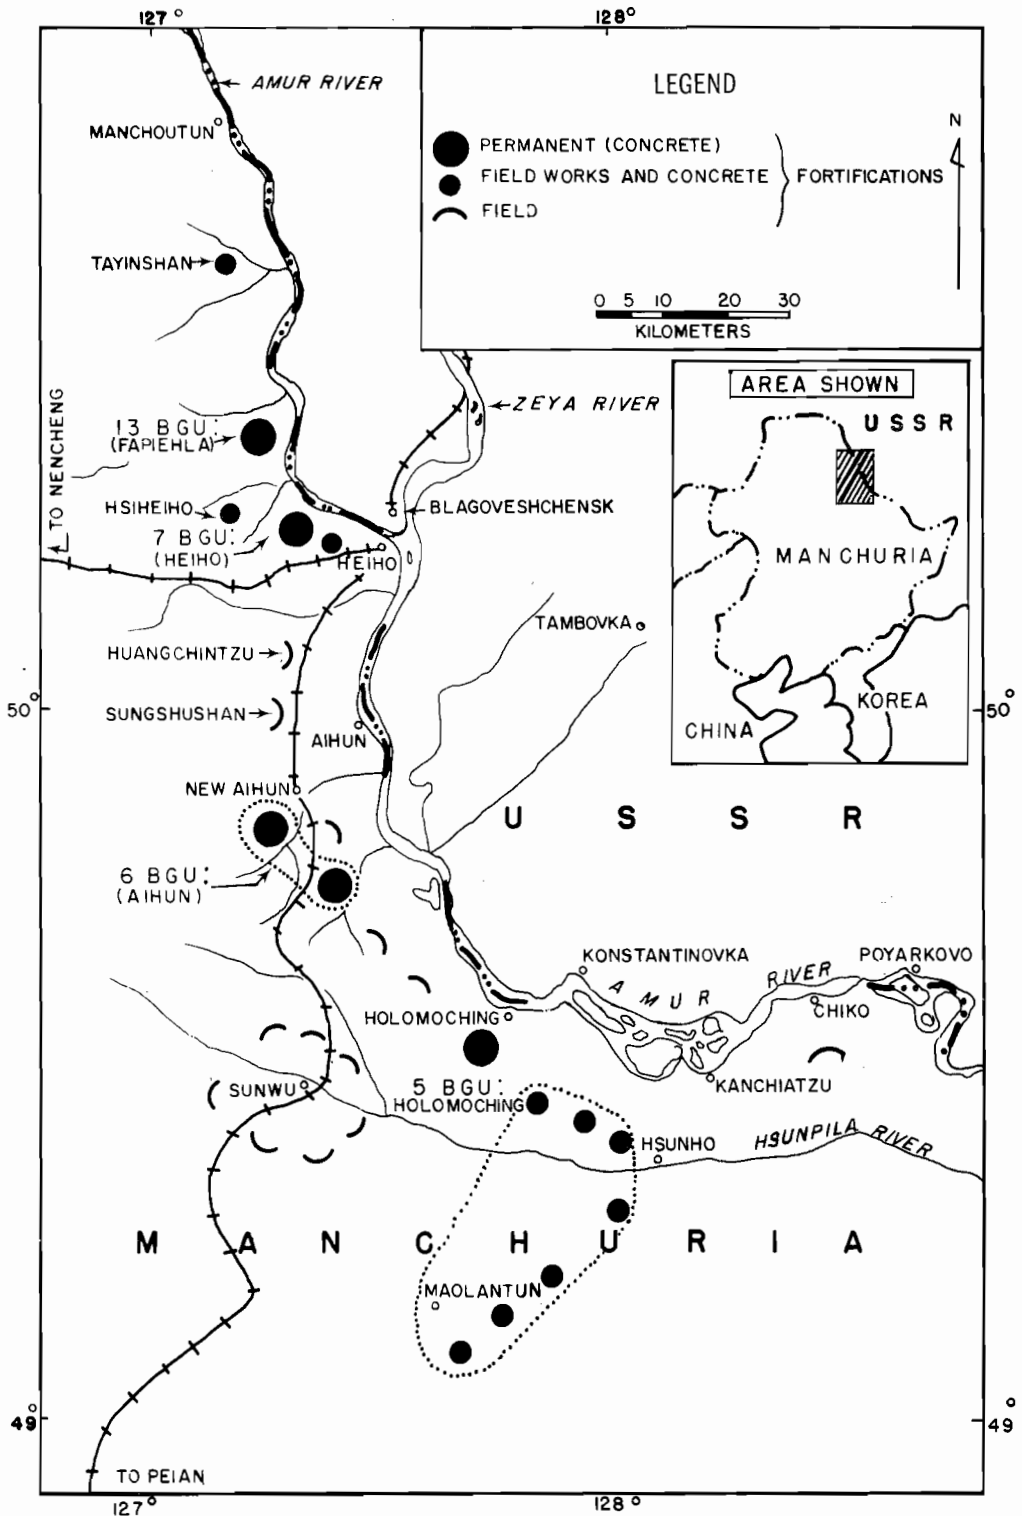 127°
128°
AMUR RIVER
LEGEND
N
MANCHOUTUN
PERMANENT (CONCRETE)
FIELD WORKS AND CONCRETE
FORTIFICATIONS
FIELD
TAYINSHAN
0 5 10 20 30
KILOMETERS
AREA SHOWN
USSR
ZEYA RIVER
TO NENCHENG
13 BGU:
(FAPIEHLA)
HSIHEIHO
BLAGOVESHCHENSK
7 BGU:
(HEIHO)
HEIHO
MANCHURIA
TAMBOVKA
HUANGCHINTZU
50°
50°
SUNGSHUSHAN
KOREA
AIHUN
CHINA
NEW AIHUN
USSR
6 BGU:
(AIHUN)
KONSTANTINOVKA
POYARKOVO
AMUR RIVER
CHIKO
HOLOMOCHING
KANCHIATZU
SUNWU
5 BGU:
HOLOMOCHING
HSUNHO
HSUNPILA RIVER
MANCHURIA
MAOLANTUN
49°
49°
TO PEIAN
127°
128°